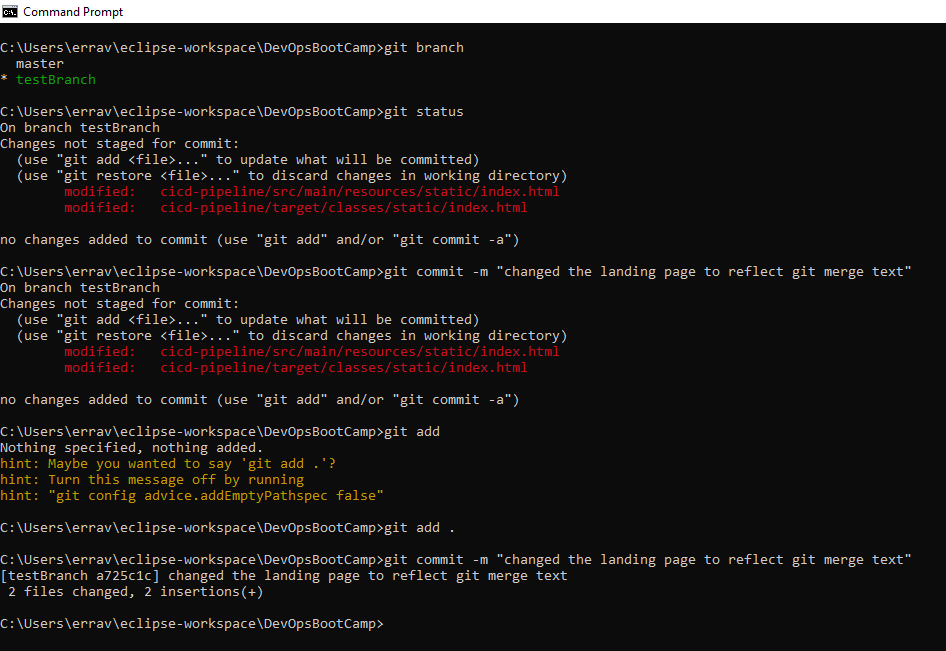 Command Prompt
C:\Users\errav\eclipse-workspace\DevOpsBootCamp>git branch
  master
* testBranch
C:\Users\errav\eclipse-workspace\DevOpsBootCamp>git status
On branch testBranch
Changes not staged for commit:
  (use "git add <file>..." to update what will be committed)
  (use "git restore <file>..." to discard changes in working directory)
        modified:   cicd-pipeline/src/main/resources/static/index.html
        modified:   cicd-pipeline/target/classes/static/index.html
no changes added to commit (use "git add" and/or "git commit -a")
C:\Users\errav\eclipse-workspace\DevOpsBootCamp>git commit -m "changed the landing page to reflect git merge text"
On branch testBranch
Changes not staged for commit:
  (use "git add <file>..." to update what will be committed)
  (use "git restore <file>..." to discard changes in working directory)
        modified:   cicd-pipeline/src/main/resources/static/index.html
        modified:   cicd-pipeline/target/classes/static/index.html
no changes added to commit (use "git add" and/or "git commit -a")
C:\Users\errav\eclipse-workspace\DevOpsBootCamp>git add
Nothing specified, nothing added.
hint: Maybe you wanted to say 'git add .'?
hint: Turn this message off by running
hint: "git config advice.addEmptyPathspec false"
C:\Users\errav\eclipse-workspace\DevOpsBootCamp>git add .
C:\Users\errav\eclipse-workspace\DevOpsBootCamp>git commit -m "changed the landing page to reflect git merge text"
[testBranch a725c1c] changed the landing page to reflect git merge text
 2 files changed, 2 insertions(+)
C:\Users\errav\eclipse-workspace\DevOpsBootCamp>